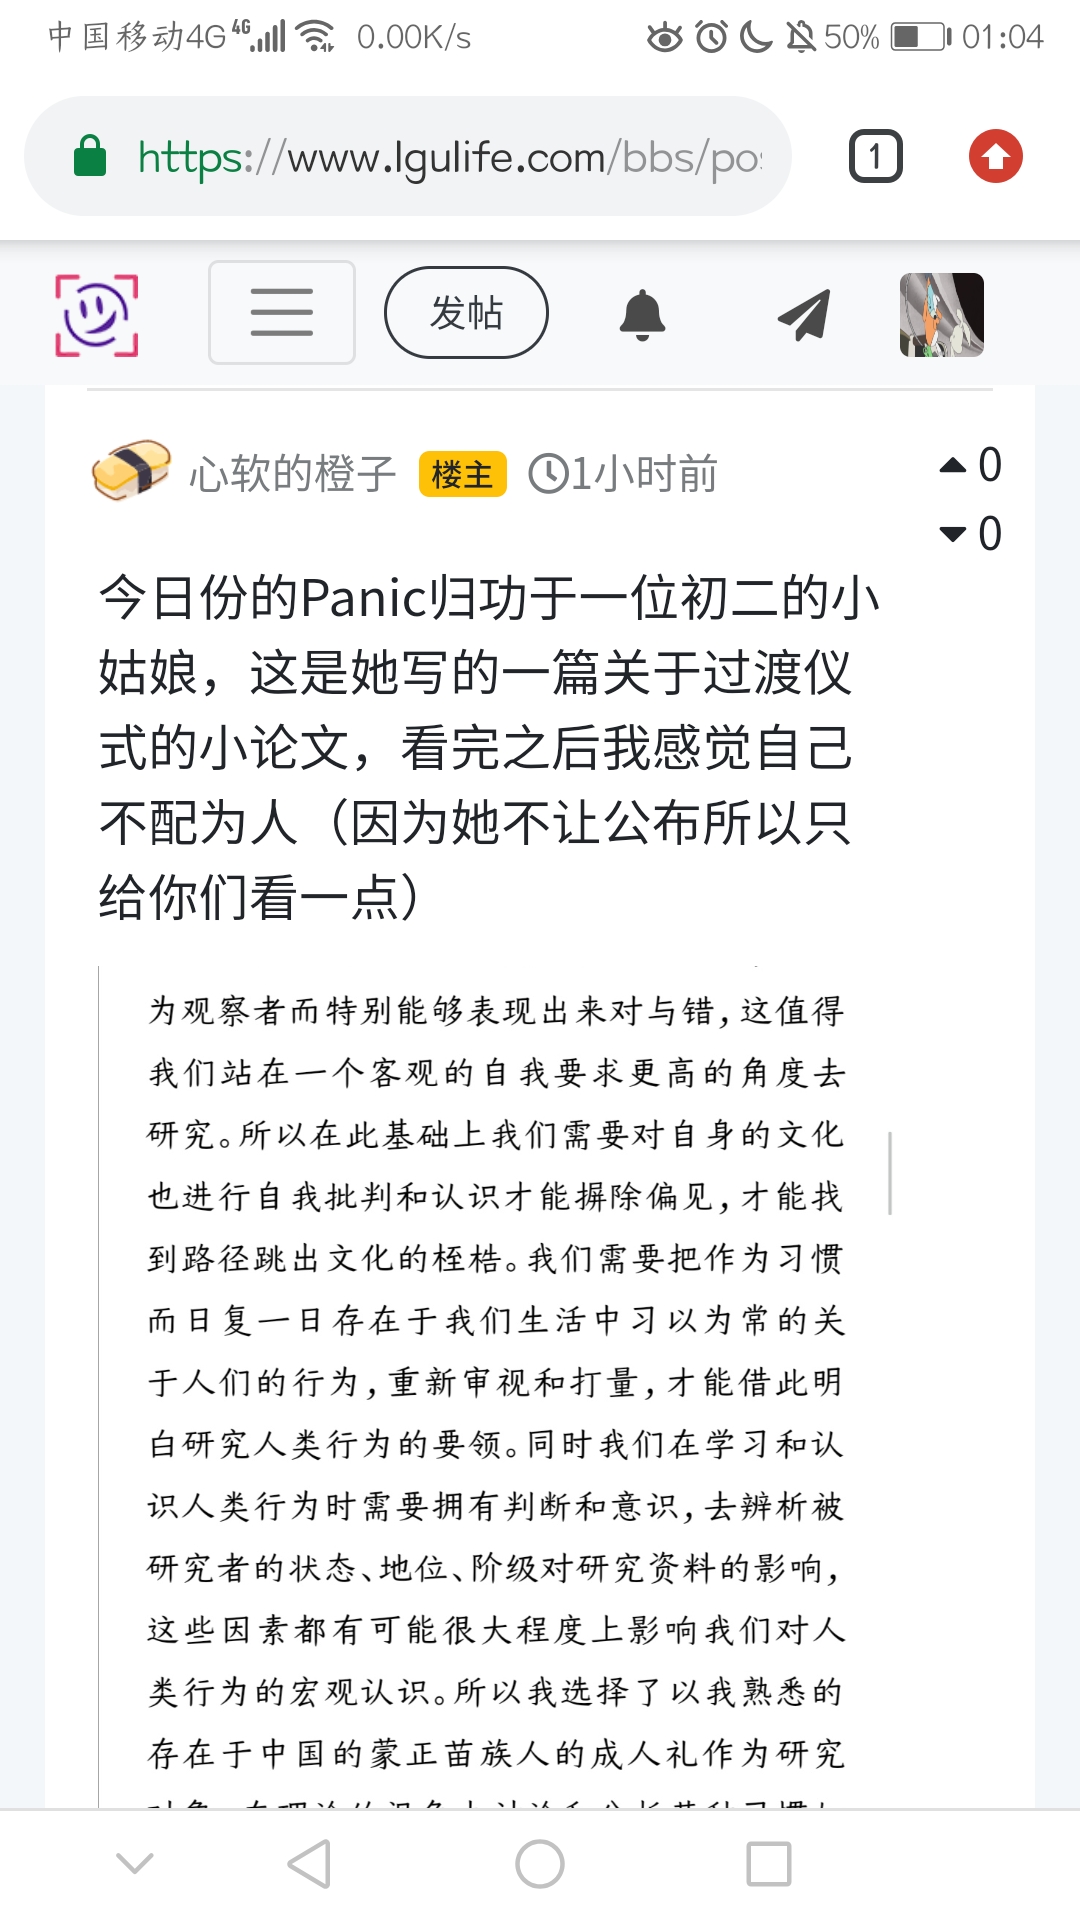 中国移动4G 4G 0.00K/s 50% 01:04
https://www.lgulife.com/bbs/po
1
发帖
心软的橙子 楼主 1小时前
0
0
今日份的Panic归功于一位初二的小
姑娘，这是她写的一篇关于过渡仪
式的小论文，看完之后我感觉自己
不配为人（因为她不让公布所以只
给你们看一点）
为观察者而特别能够表现出来对与错,这值得
我们站在一个客观的自我要求更高的角度去
研究。所以在此基础上我们需要对自身的文化
也进行自我批判和认识才能摒除偏见,才能找
到路径跳出文化的桎梏。我们需要把作为习惯
而日复一日存在于我们生活中习以为常的关
于人们的行为,重新审视和打量,才能借此明
白研究人类行为的要领。同时我们在学习和认
识人类行为时需要拥有判断和意识,去辨析被
研究者的状态、地位、阶级对研究资料的影响,
这些因素都有可能很大程度上影响我们对人
类行为的宏观认识。所以我选择了以我熟悉的
存在于中国的蒙正苗族人的成人礼作为研究